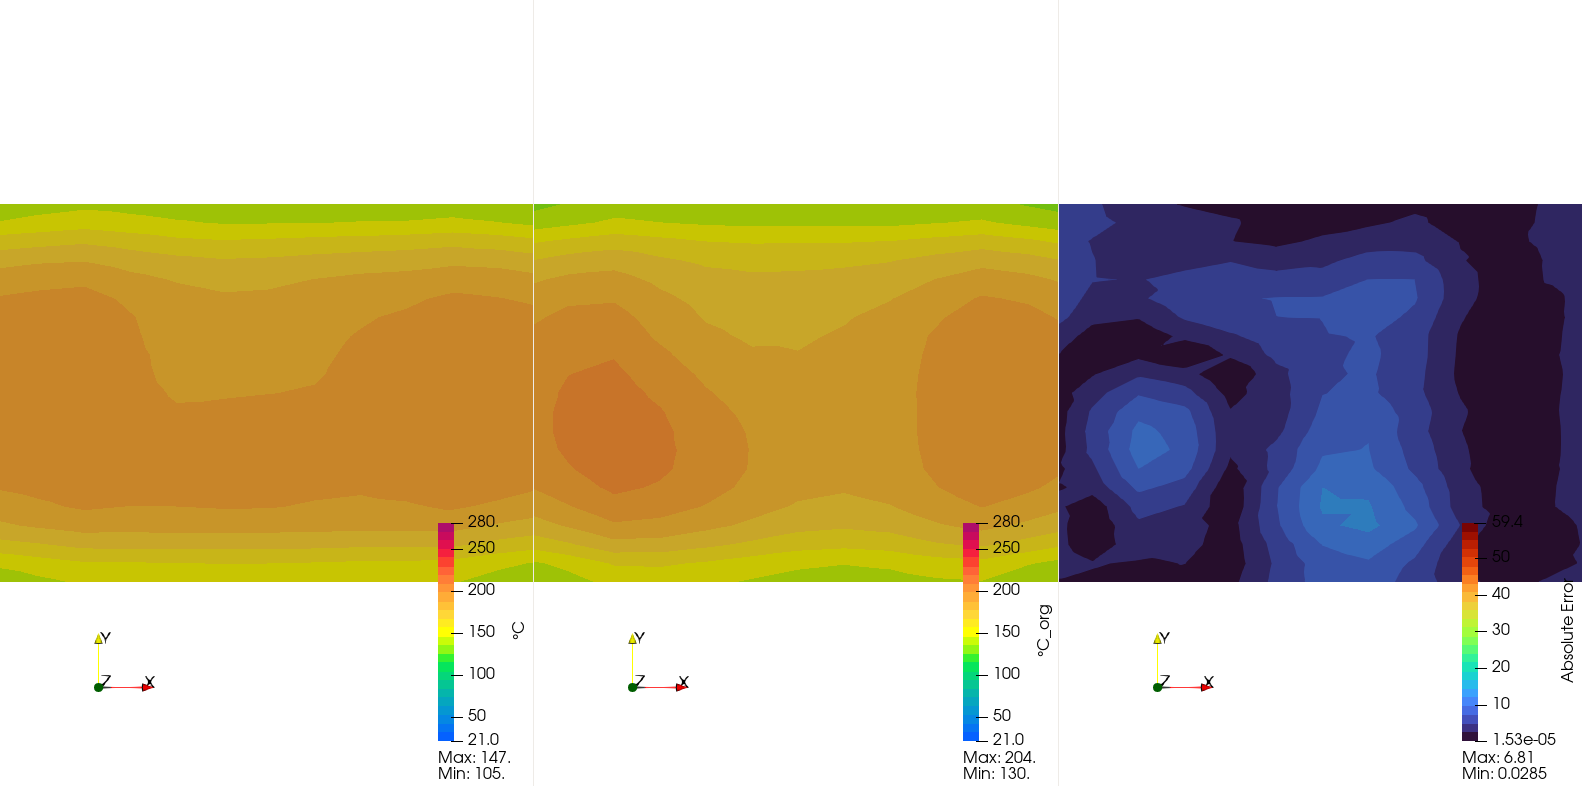 280.
250
200
150
100
50
21.0
°C
Max: 147.
Min: 105.
Y
Z
X
280.
250
200
150
100
50
21.0
°C_org
Max: 204.
Min: 130.
Y
Z
X
59.4
50
40
30
20
10
1.53e-05
Absolute Error
Max: 6.81
Min: 0.0285
Y
Z
X